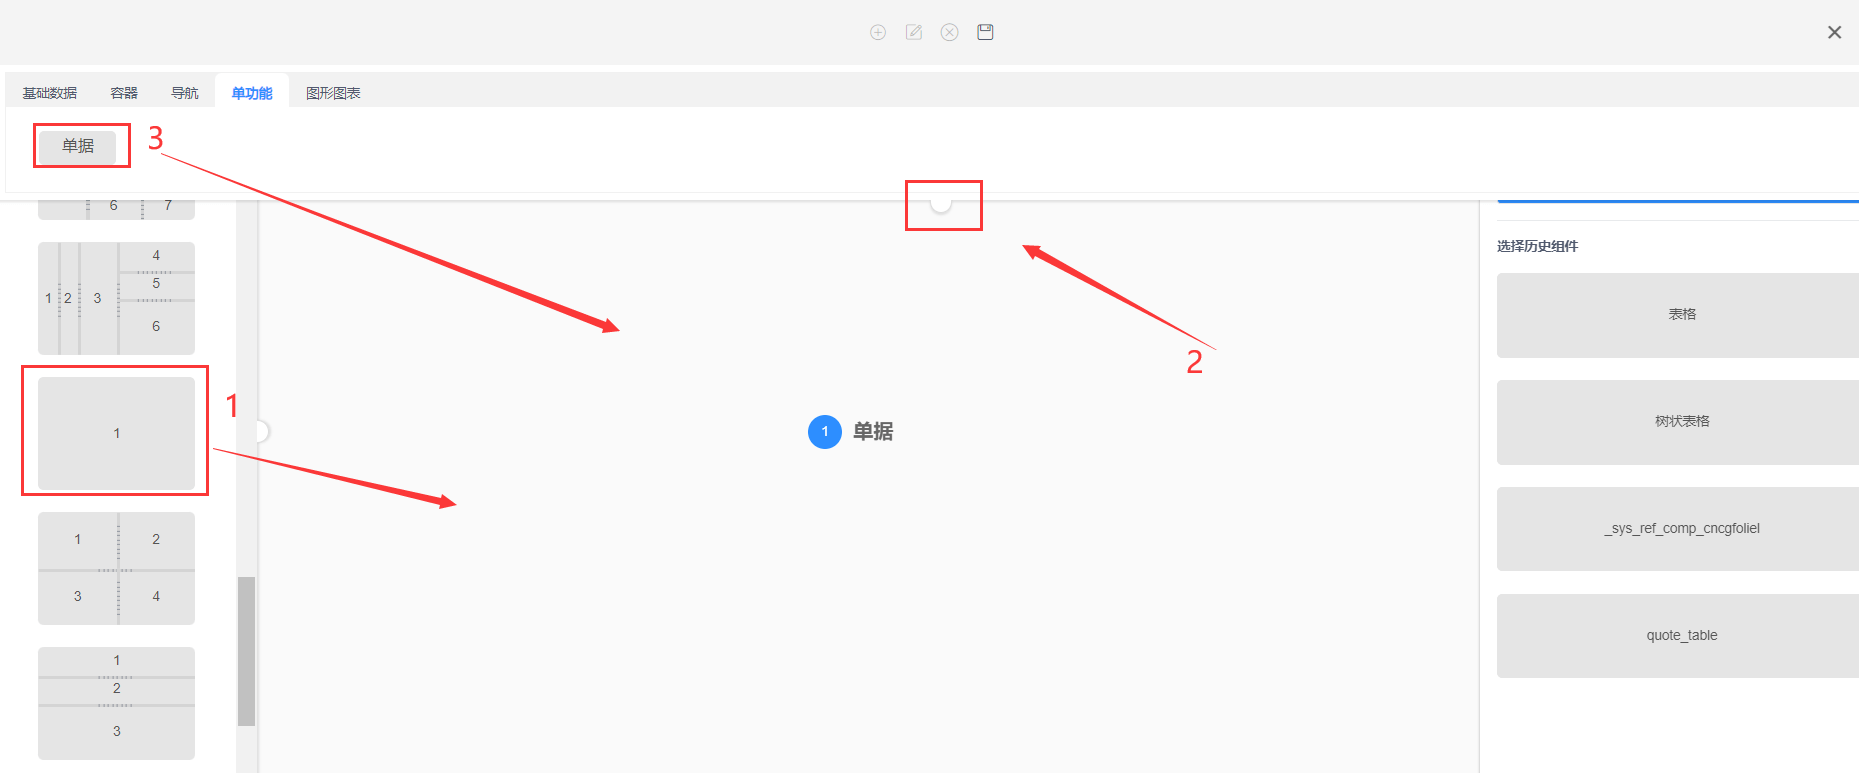 基础数据 容器 导航 单功能 图形图表
单据 3
6 7
1 2 3 4 5 6
1 1
1 2
3 4
1
2
3
1 单据
2
选择历史组件
表格
树状表格
_sys_ref_comp_cncgfoliel
quote_table